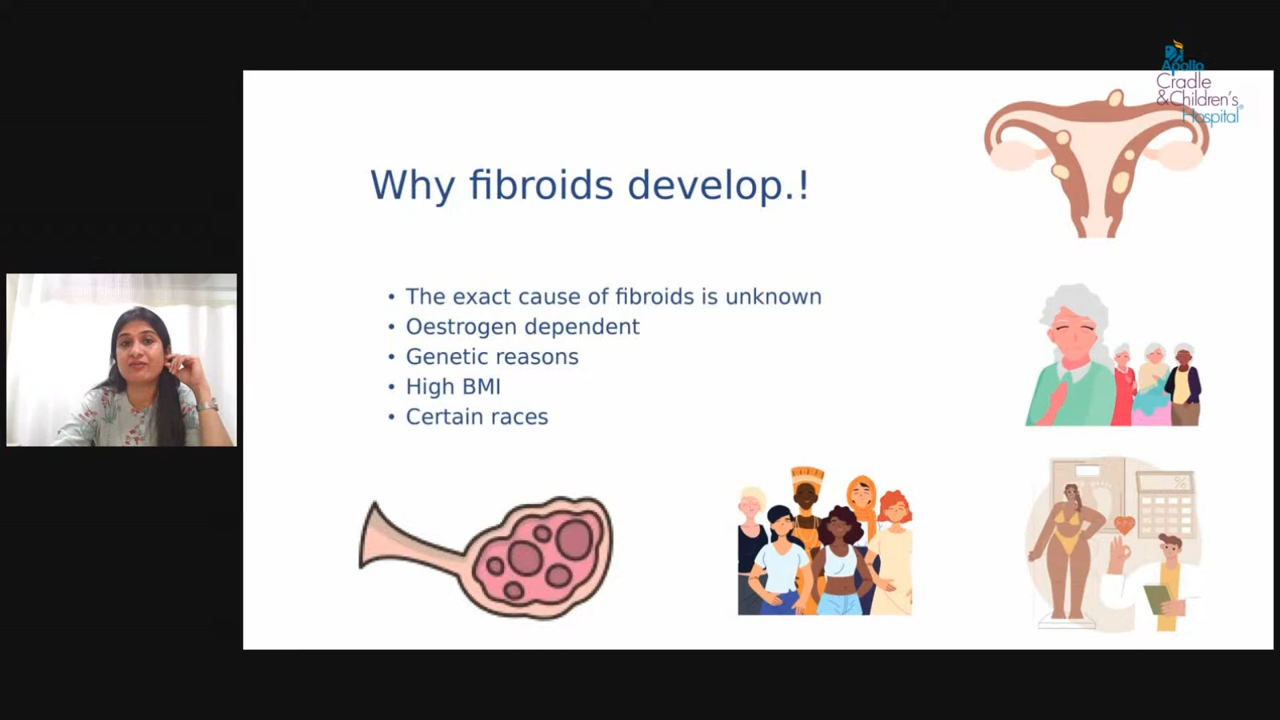 Apollo
Cradle
&Children's
Hospital®
Why fibroids develop.!
• The exact cause of fibroids is unknown
• Oestrogen dependent
• Genetic reasons
• High BMI
• Certain races
%